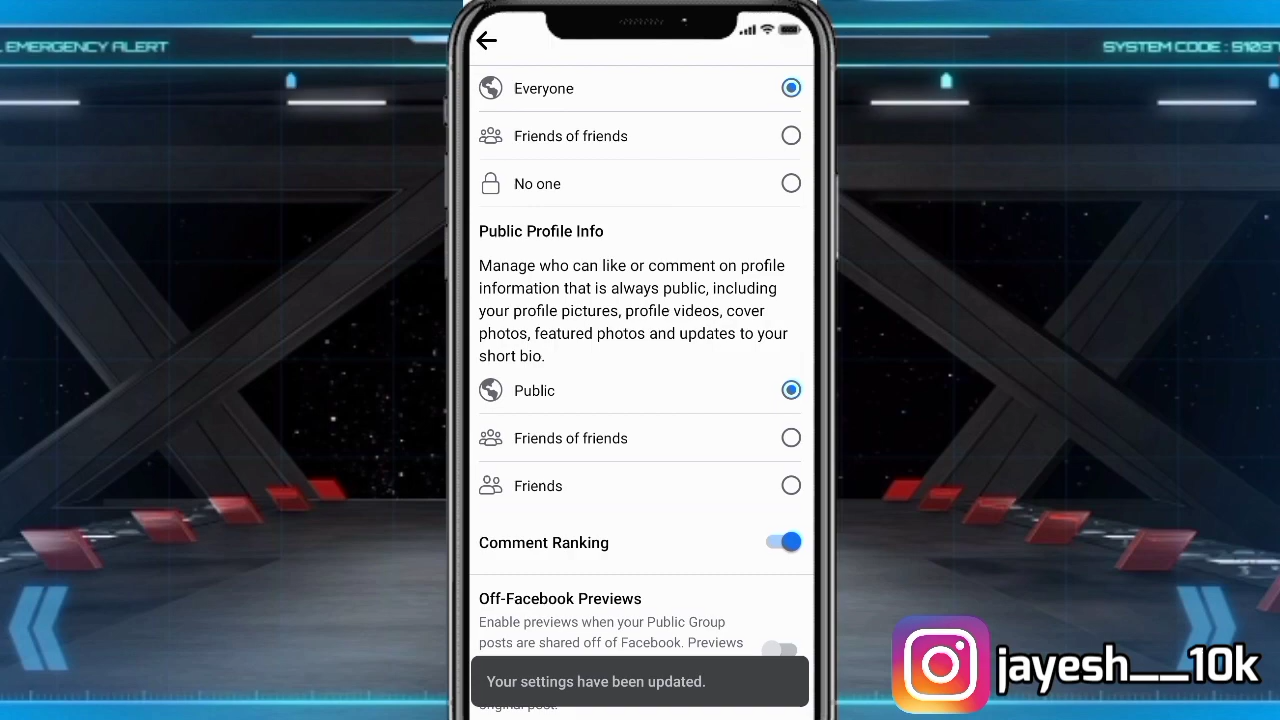 . EMERGENCY ALERT
SYSTEM CODE : S1037
Everyone
Friends of friends
No one
Public Profile Info
Manage who can like or comment on profile
information that is always public, including
your profile pictures, profile videos, cover
photos, featured photos and updates to your
short bio.
Public
Friends of friends
Friends
Comment Ranking
Off-Facebook Previews
Enable previews when your Public Group
posts are shared off of Facebook. Previews
Your settings have been updated.
original post.
jayesh__10k